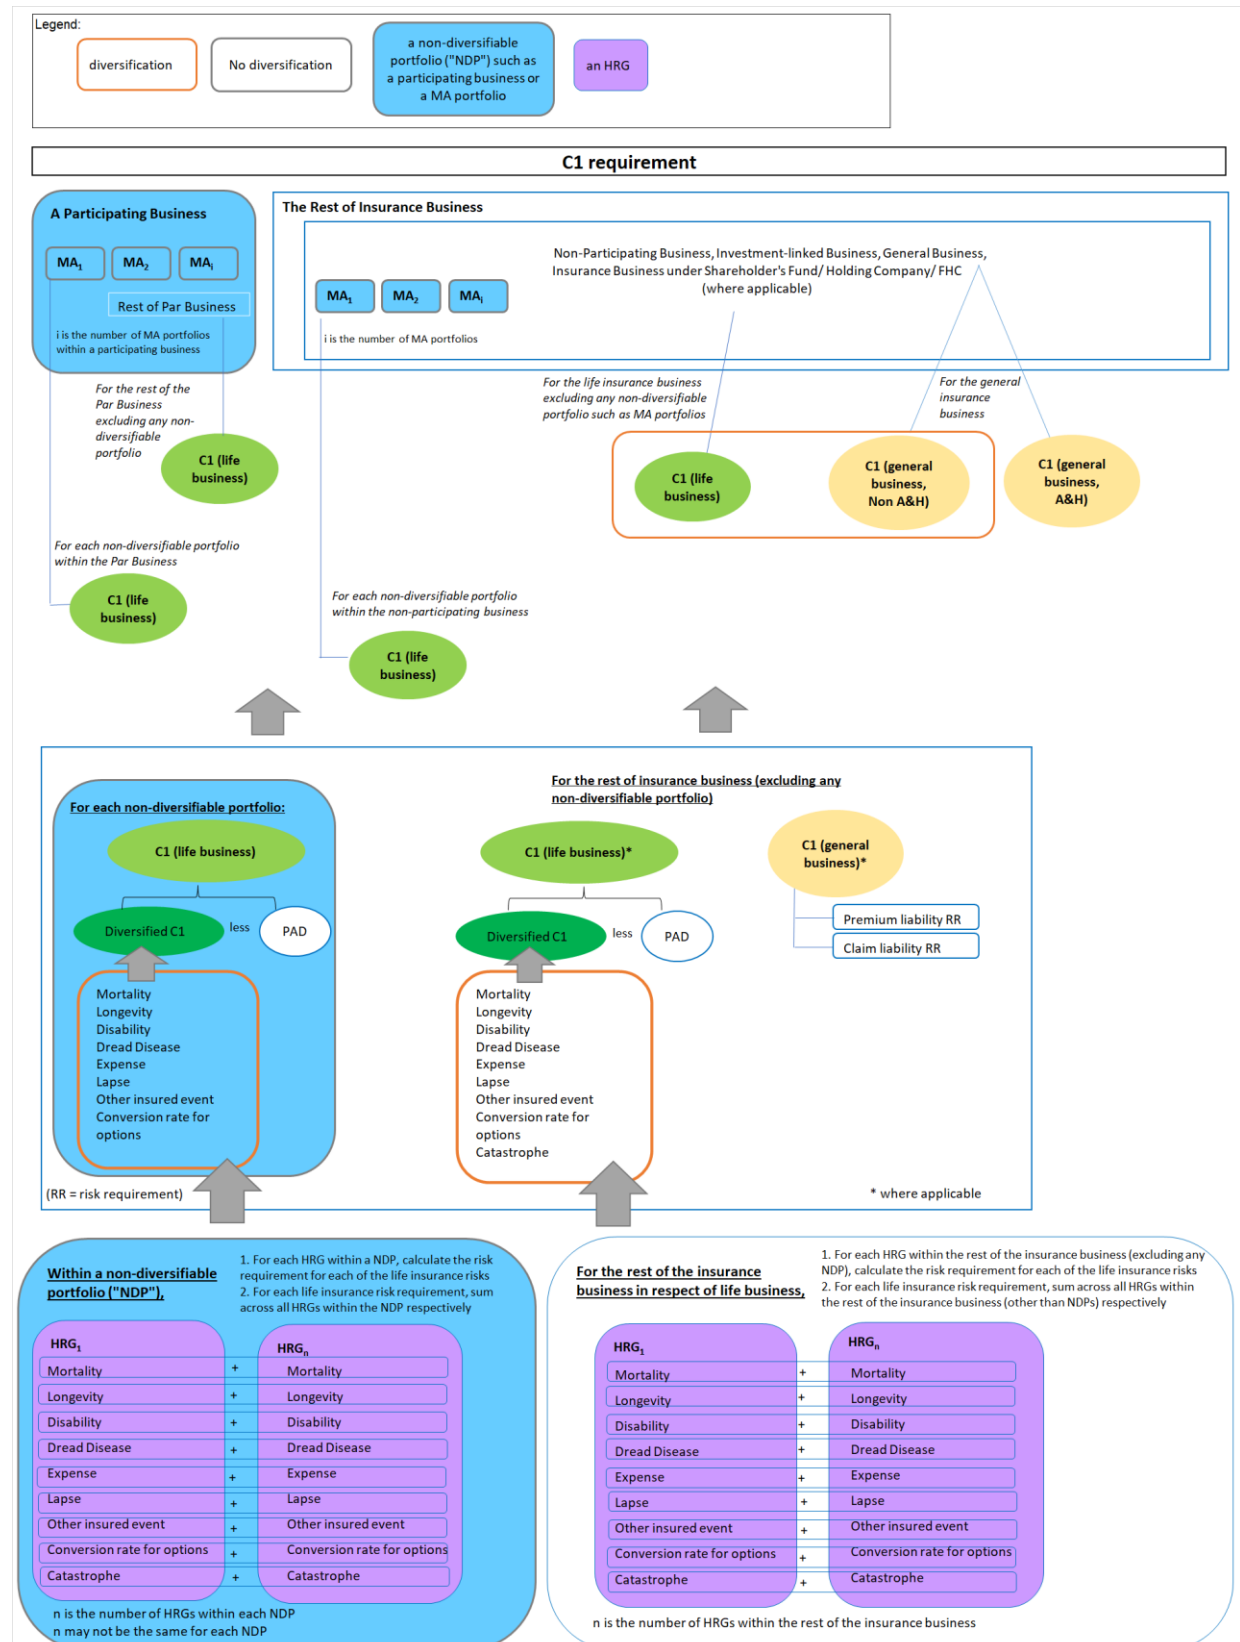 Legend:
diversification
No diversification
a non-diversifiable
portfolio ("NDP") such as
a participating business or
a MA portfolio
an HRG
C1 requirement
A Participating Business
MA1
MA2
MAi
Rest of Par Business
i is the number of MA portfolios
within a participating business
The Rest of Insurance Business
Non-Participating Business, Investment-linked Business, General Business,
Insurance Business under Shareholder's Fund/ Holding Company/ FHC
(where applicable)
MA1
MA2
MAi
i is the number of MA portfolios
For the rest of the
Par Business
excluding any non-
diversifiable
portfolio
C1 (life
business)
For the life insurance business
excluding any non-diversifiable
portfolio such as MA portfolios
For the general
insurance
business
C1 (life
business)
C1 (general
business,
Non A&H)
C1 (general
business,
A&H)
For each non-diversifiable portfolio
within the Par Business
C1 (life
business)
For each non-diversifiable portfolio
within the non-participating business
C1 (life
business)
For each non-diversifiable portfolio:
C1 (life business)
Diversified C1
less
PAD
Mortality
Longevity
Disability
Dread Disease
Expense
Lapse
Other insured event
Conversion rate for
options
(RR = risk requirement)
For the rest of insurance business (excluding any
non-diversifiable portfolio)
C1 (life business)*
Diversified C1
less
PAD
Mortality
Longevity
Disability
Dread Disease
Expense
Lapse
Other insured event
Conversion rate for
options
Catastrophe
C1 (general
business)*
Premium liability RR
Claim liability RR
* where applicable
Within a non-diversifiable
portfolio ("NDP"),
1. For each HRG within a NDP, calculate the risk
requirement for each of the life insurance risks
2. For each life insurance risk requirement, sum
across all HRGs within the NDP respectively
HRG1 HRGn
Mortality + Mortality
Longevity + Longevity
Disability + Disability
Dread Disease + Dread Disease
Expense + Expense
Lapse + Lapse
Other insured event + Other insured event
Conversion rate for options + Conversion rate for options
Catastrophe + Catastrophe
n is the number of HRGs within each NDP
n may not be the same for each NDP
For the rest of the insurance
business in respect of life business,
1. For each HRG within the rest of the insurance business (excluding any
NDP), calculate the risk requirement for each of the life insurance risks
2. For each life insurance risk requirement, sum across all HRGs within
the rest of the insurance business (other than NDPs) respectively
HRG1 HRGn
Mortality + Mortality
Longevity + Longevity
Disability + Disability
Dread Disease + Dread Disease
Expense + Expense
Lapse + Lapse
Other insured event + Other insured event
Conversion rate for options + Conversion rate for options
Catastrophe + Catastrophe
n is the number of HRGs within the rest of the insurance business